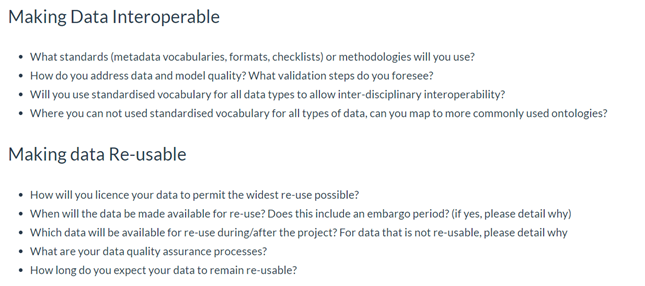 Making Data Interoperable
What standards (metadata vocabularies, formats, checklists) or methodologies will you use?
How do you address data and model quality? What validation steps do you foresee?
Will you use standardised vocabulary for all data types to allow inter-disciplinary interoperability?
Where you can not used standardised vocabulary for all types of data, can you map to more commonly used ontologies?
Making data Re-usable
How will you licence your data to permit the widest re-use possible?
When will the data be made available for re-use? Does this include an embargo period? (if yes, please detail why)
Which data will be available for re-use during/after the project? For data that is not re-usable, please detail why
What are your data quality assurance processes?
How long do you expect your data to remain re-usable?